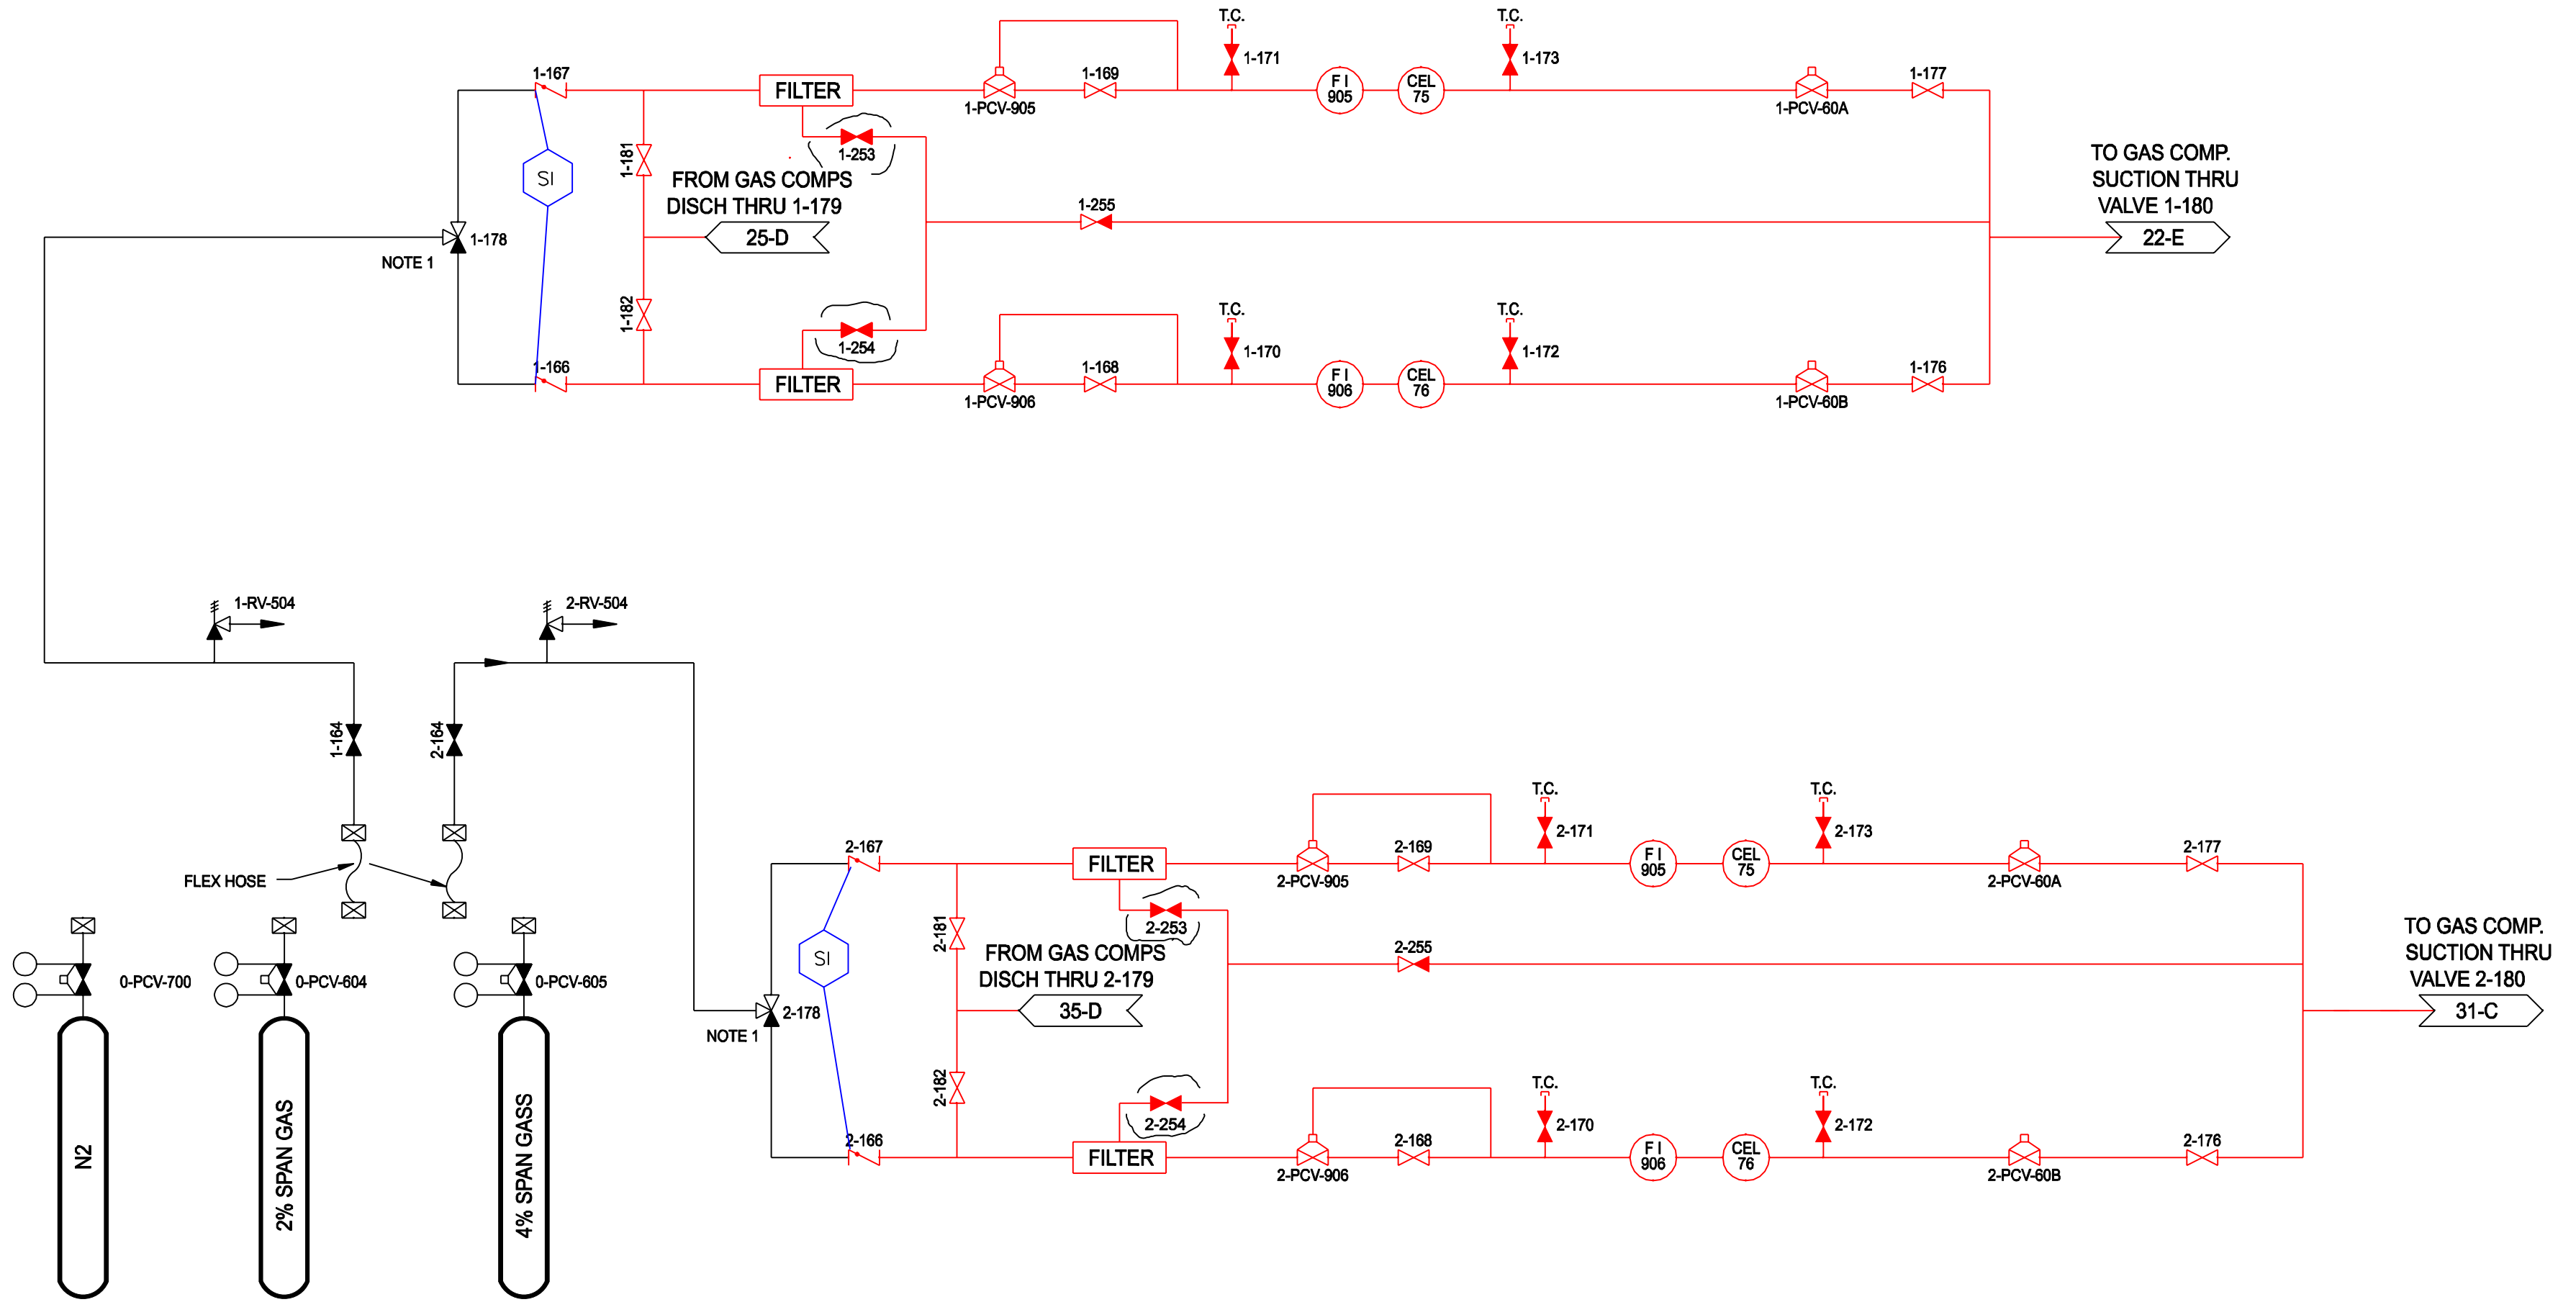 T.C.
T.C.
1-167
1-169
1-171
1-173
1-177
FILTER
F I
905
CEL
75
1-PCV-905
1-PCV-60A
1-181
1-253
SI
FROM GAS COMPS
DISCH THRU 1-179
25-D
1-255
TO GAS COMP.
SUCTION THRU
VALVE 1-180
22-E
1-178
NOTE 1
1-182
1-254
T.C.
T.C.
1-166
1-168
1-170
1-172
1-176
FILTER
F I
906
CEL
76
1-PCV-906
1-PCV-60B
1-RV-504
2-RV-504
1-164
2-164
FLEX HOSE
0-PCV-700
0-PCV-604
0-PCV-605
N2
2% SPAN GAS
4% SPAN GASS
T.C.
T.C.
2-167
2-169
2-171
2-173
2-177
FILTER
F I
905
CEL
75
2-PCV-905
2-PCV-60A
2-181
2-253
SI
FROM GAS COMPS
DISCH THRU 2-179
35-D
2-255
TO GAS COMP.
SUCTION THRU
VALVE 2-180
31-C
2-178
NOTE 1
2-182
2-254
T.C.
T.C.
2-166
2-168
2-170
2-172
2-176
FILTER
F I
906
CEL
76
2-PCV-906
2-PCV-60B